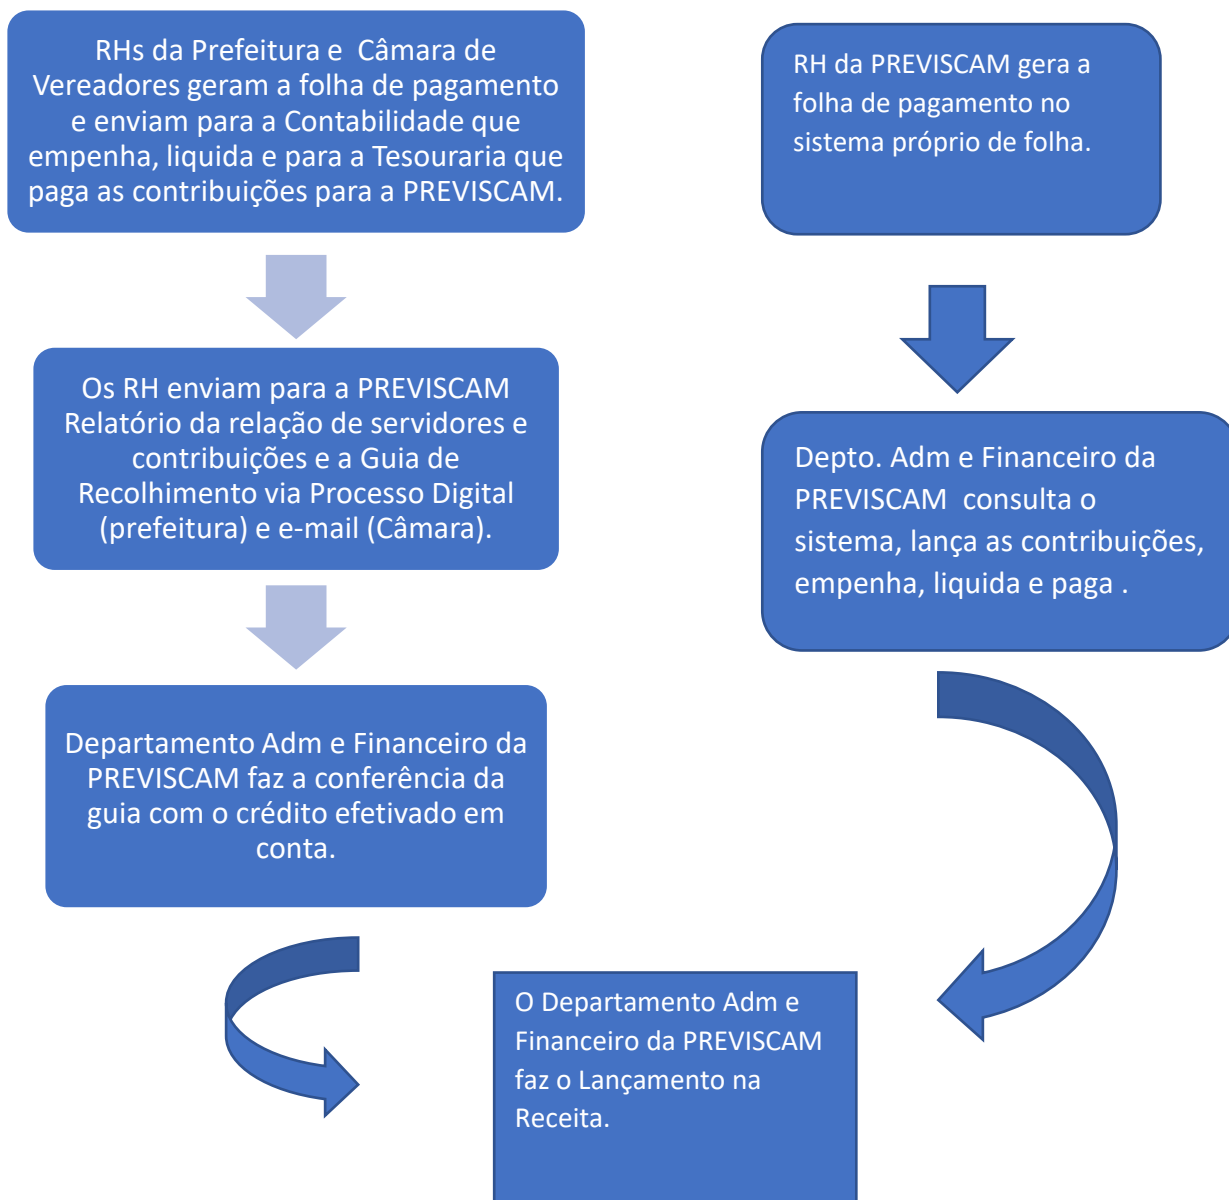 RHs da Prefeitura e  Câmara de
Vereadores geram a folha de pagamento
e enviam para a Contabilidade que
empenha, liquida e para a Tesouraria que
paga as contribuições para a PREVISCAM.
Os RH enviam para a PREVISCAM
Relatório da relação de servidores e
contribuições e a Guia de
Recolhimento via Processo Digital
(prefeitura) e e-mail (Câmara).
Departamento Adm e Financeiro da
PREVISCAM faz a conferência da
guia com o crédito efetivado em
conta.
RH da PREVISCAM gera a
folha de pagamento no
sistema próprio de folha.
Depto. Adm e Financeiro da
PREVISCAM  consulta o
sistema, lança as contribuições,
empenha, liquida e paga .
O Departamento Adm e
Financeiro da PREVISCAM
faz o Lançamento na
Receita.